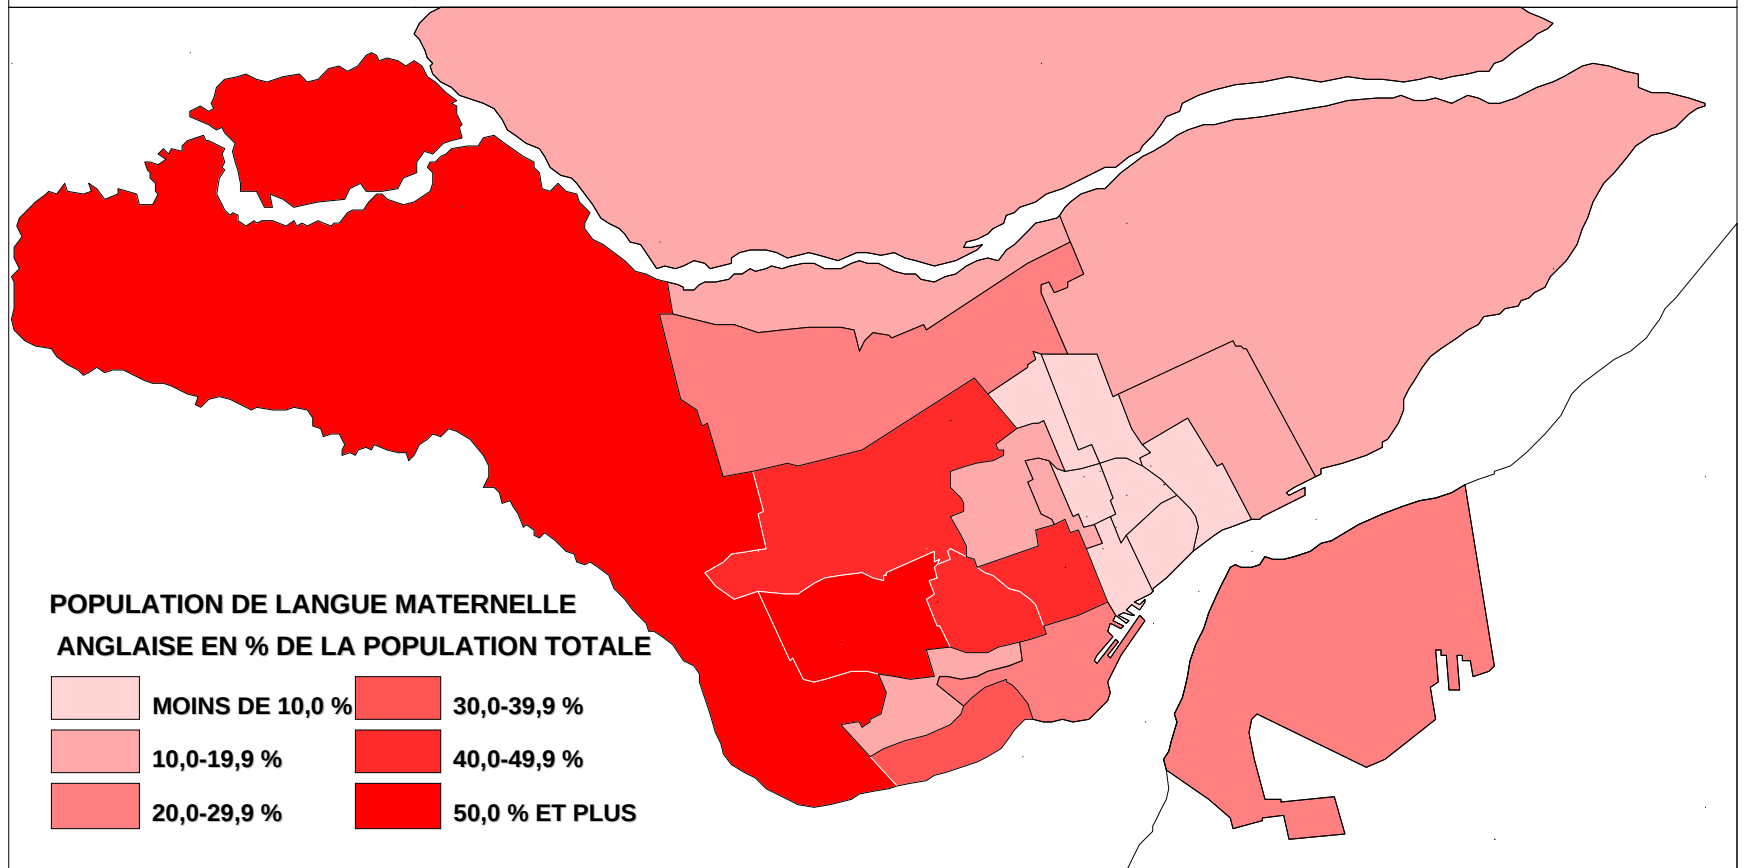 POPULATION DE LANGUE MATERNELLE
ANGLAISE EN % DE LA POPULATION TOTALE
MOINS DE 10,0 %
10,0-19,9 %
20,0-29,9 %
30,0-39,9 %
40,0-49,9 %
50,0 % ET PLUS